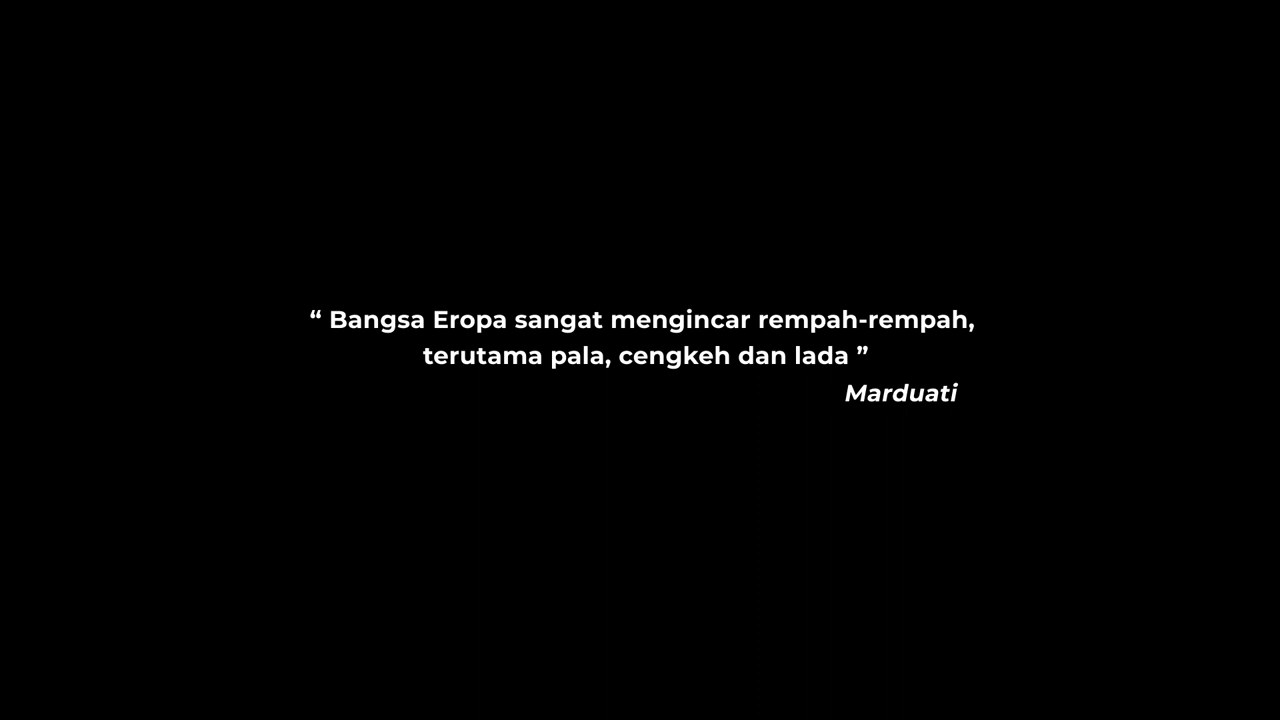 “ Bangsa Eropa sangat mengincar rempah-rempah,
terutama pala, cengkeh dan lada ”
Marduati